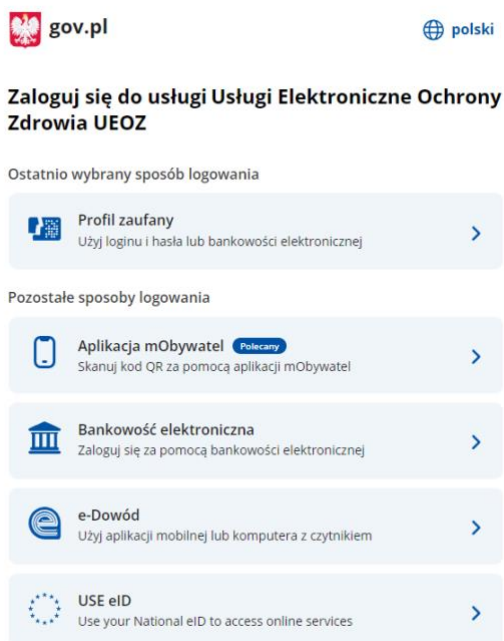 gov.pl
polski
Zaloguj się do usługi Usługi Elektroniczne Ochrony
Zdrowia UEOZ
Ostatnio wybrany sposób logowania
Profil zaufany
Użyj loginu i hasła lub bankowości elektronicznej
Pozostałe sposoby logowania
Aplikacja mObywatel Polecany
Skanuj kod QR za pomocą aplikacji mObywatel
Bankowość elektroniczna
Zaloguj się za pomocą bankowości elektronicznej
e-Dowód
Użyj aplikacji mobilnej lub komputera z czytnikiem
USE eID
Use your National eID to access online services